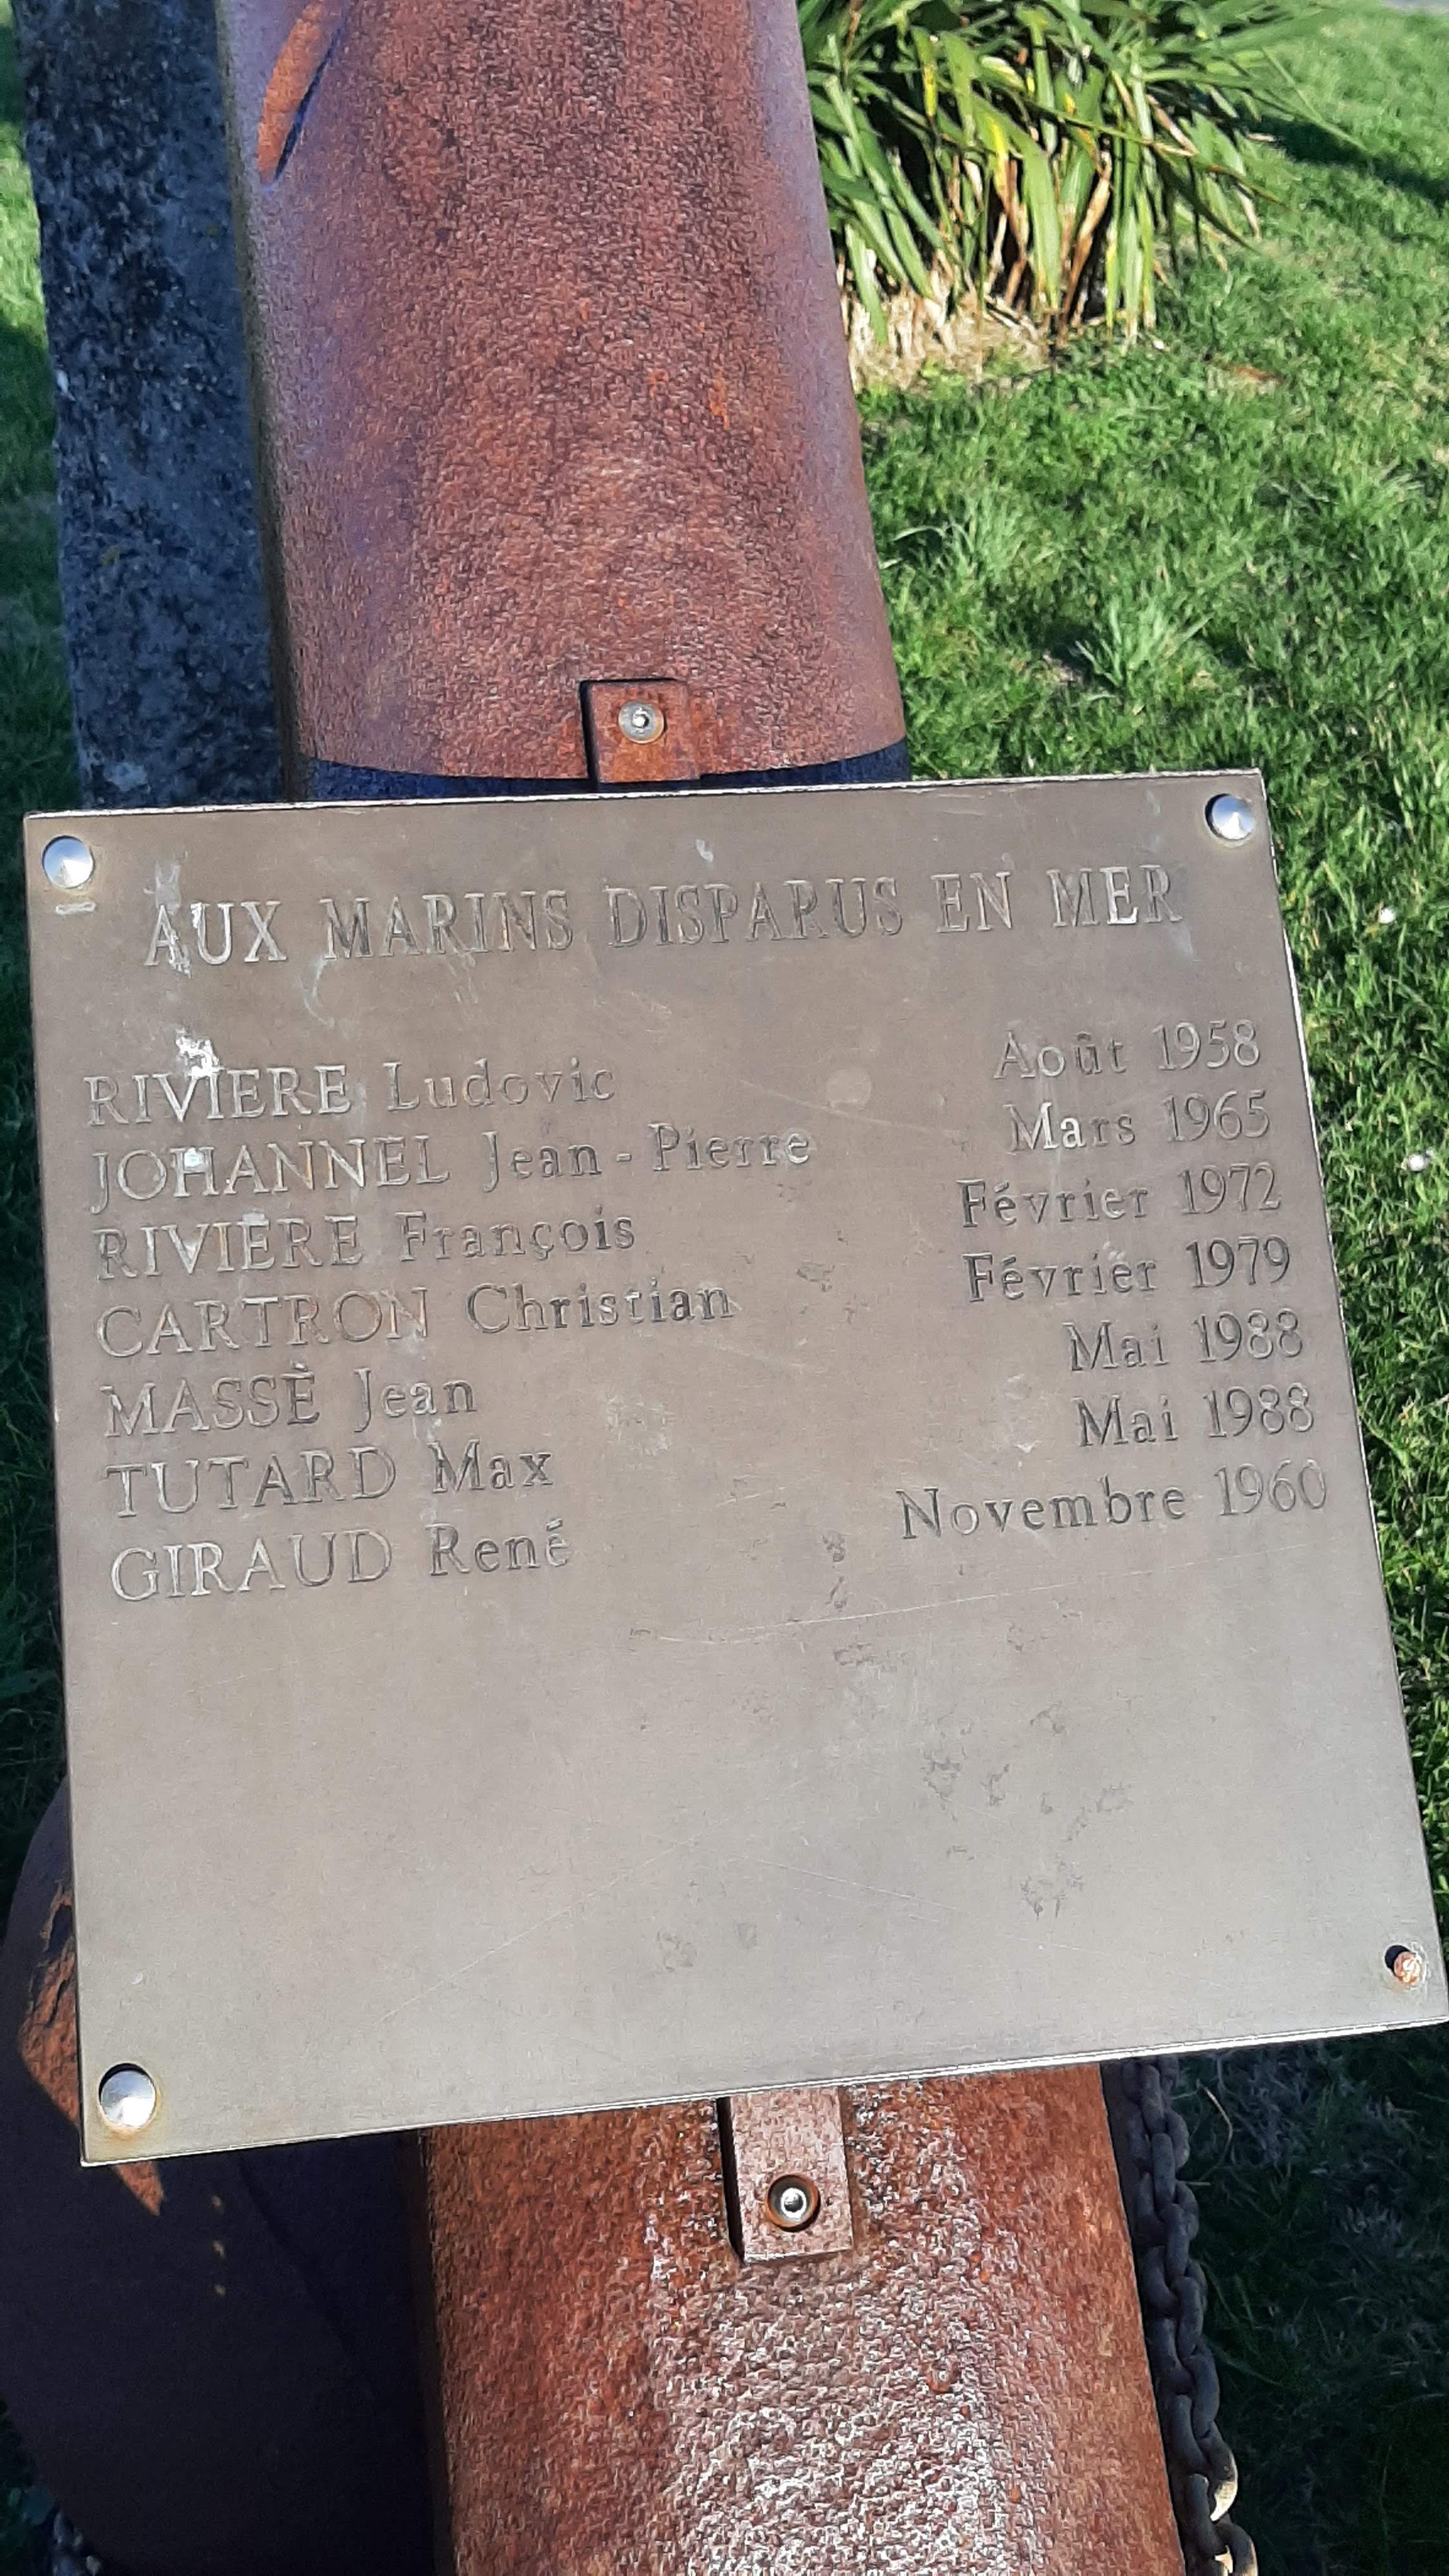 AUX MARINS DISPARUS EN MER
RIVIERE Ludovic Août 1958
JOHANNEL Jean-Pierre Mars 1965
RIVIERE François Février 1972
CARTRON Christian Février 1979
MASSÈ Jean Mai 1988
TUTARD Max Mai 1988
GIRAUD René Novembre 1960